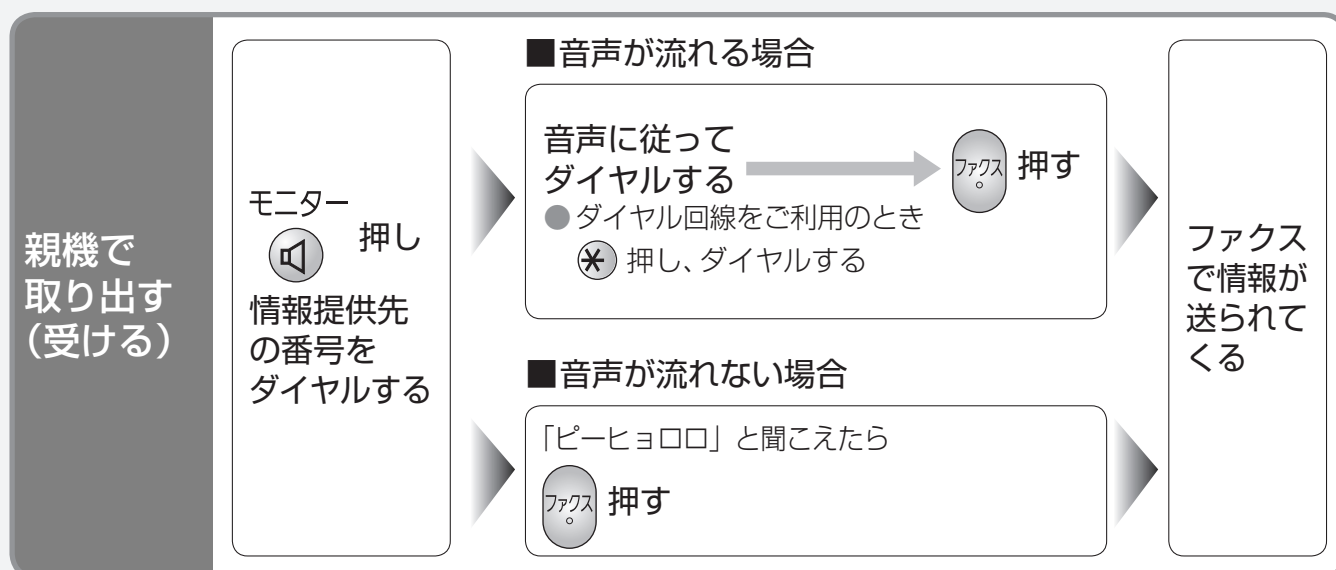 親機で
取り出す
（受ける）
モニター
押し
情報提供先
の番号を
ダイヤルする
■音声が流れる場合
音声に従って
ダイヤルする
ファクス 押す
●ダイヤル回線をご利用のとき
＊ 押し、ダイヤルする
■音声が流れない場合
「ピーヒョロロ」と聞こえたら
ファクス 押す
ファクス
で情報が
送られて
くる